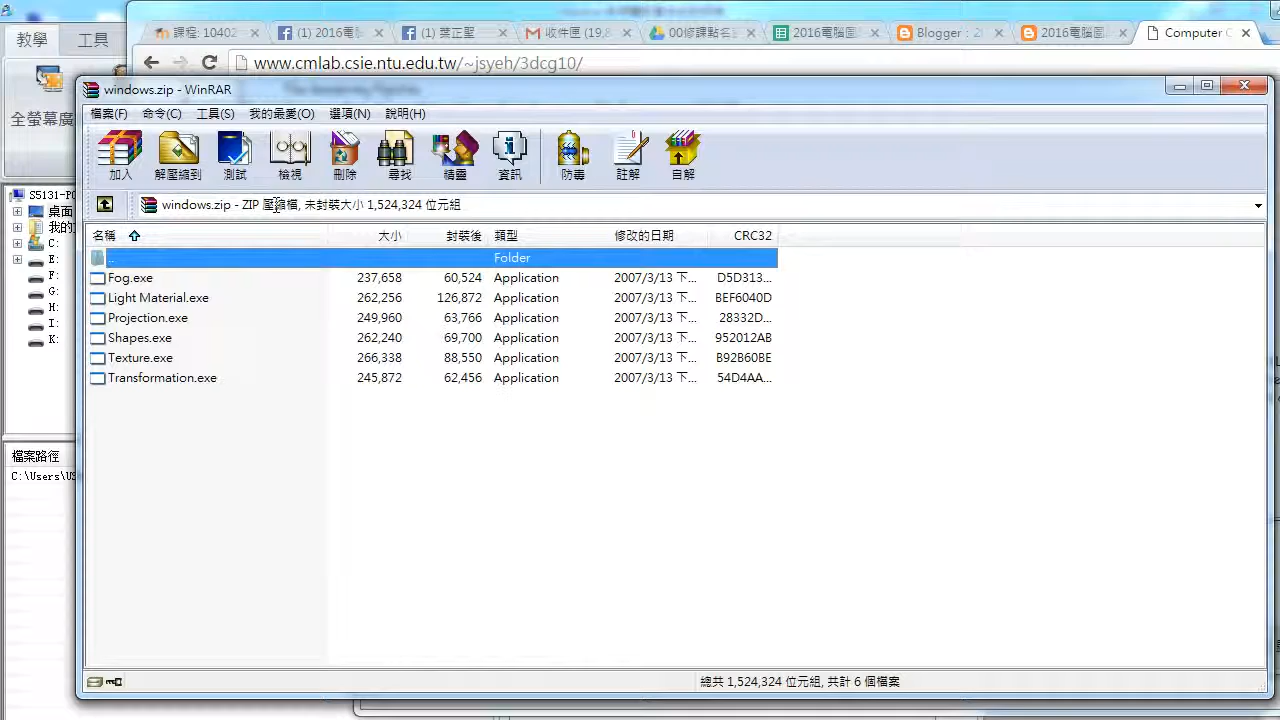 教學
工具
課程: 10402
(1) 2016電腦
(1) 葉正聖
收件匣 (19,8
00修課點名
2016電腦圖
Blogger : 2
2016電腦圖
Computer
www.cmlab.csie.ntu.edu.tw/~jsyeh/3dcg10/
全螢幕廣
windows.zip - WinRAR
檔案(F) 命令(C) 工具(S) 我的最愛(O) 選項(N) 說明(H)
加入 解壓縮到 測試 檢視 刪除 尋找 精靈 資訊 防毒 註解 自解
windows.zip - ZIP 壓縮檔, 未封裝大小 1,524,324 位元組
名稱 大小 封裝後 類型 修改的日期 CRC32
.. Folder
Fog.exe 237,658 60,524 Application 2007/3/13 下... D5D313...
Light Material.exe 262,256 126,872 Application 2007/3/13 下... BEF6040D
Projection.exe 249,960 63,766 Application 2007/3/13 下... 28332D...
Shapes.exe 262,240 69,700 Application 2007/3/13 下... 952012AB
Texture.exe 266,338 88,550 Application 2007/3/13 下... B92B60BE
Transformation.exe 245,872 62,456 Application 2007/3/13 下... 54D4AA...
總共 1,524,324 位元組, 共計 6 個檔案
S5131-P
桌面
我的
C:
E:
F:
G:
H:
I:
K:
檔案路徑
C:\Users\U